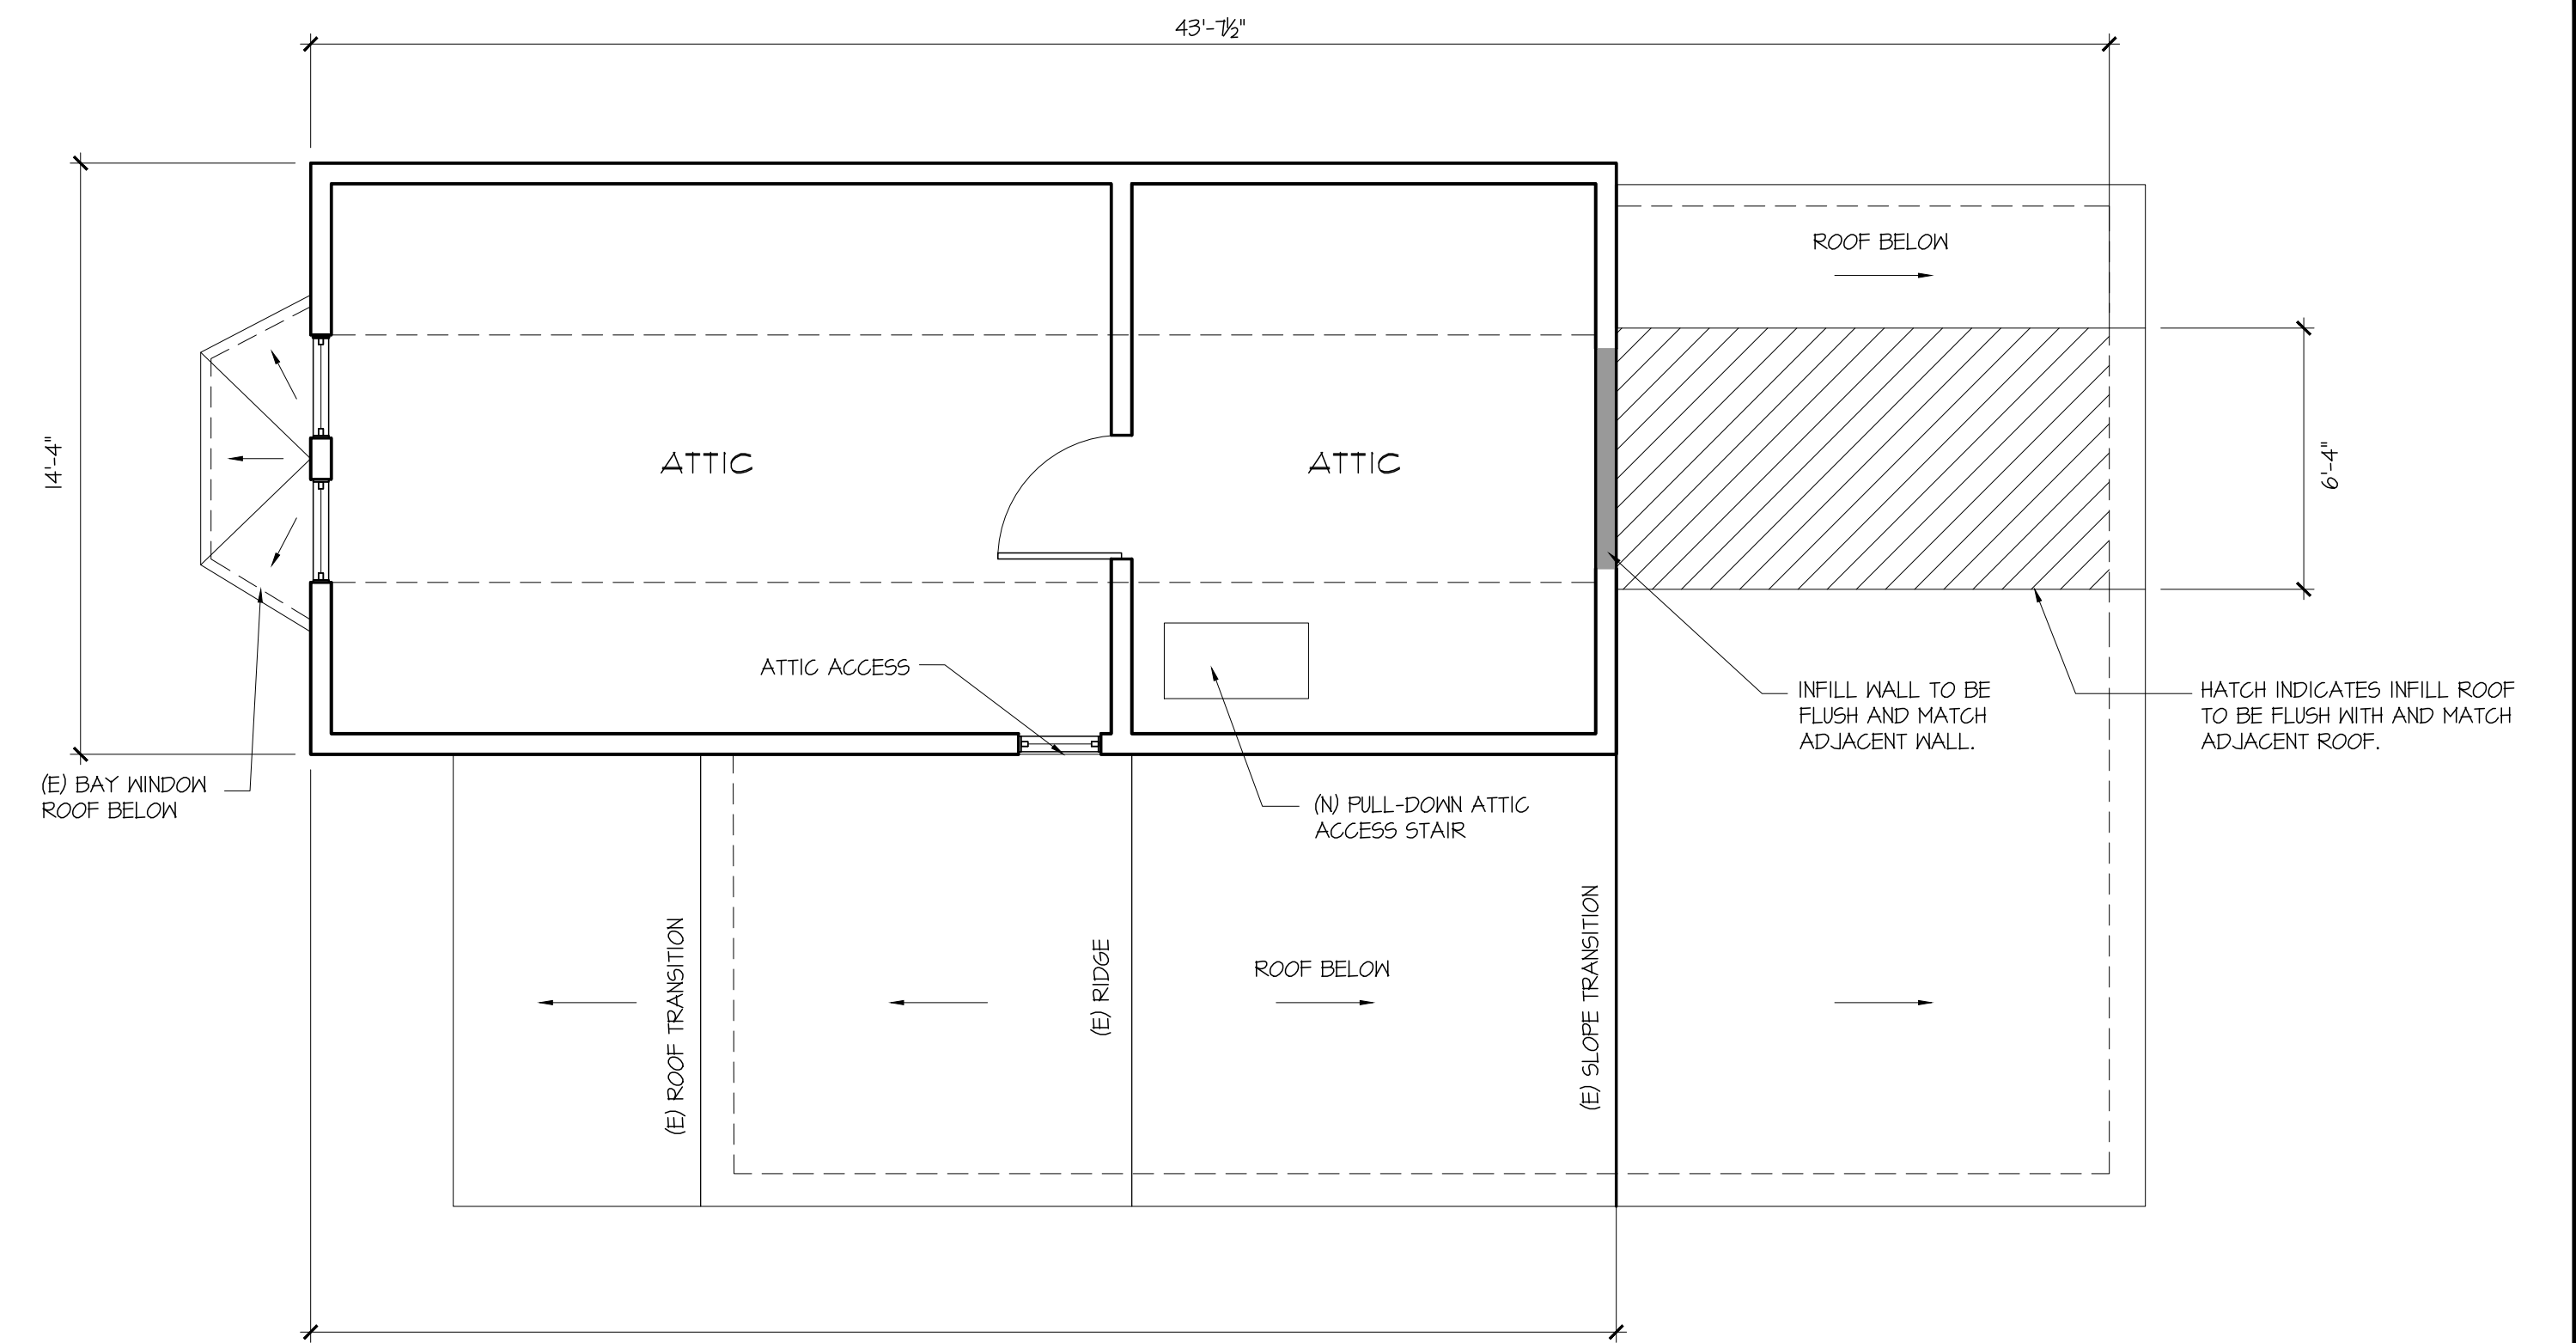 43'-7½"
14'-4"
ROOF BELOW
ATTIC
ATTIC
6'-4"
ATTIC ACCESS
INFILL WALL TO BE
FLUSH AND MATCH
ADJACENT WALL.
HATCH INDICATES INFILL ROOF
TO BE FLUSH WITH AND MATCH
ADJACENT ROOF.
(E) BAY WINDOW
ROOF BELOW
(N) PULL-DOWN ATTIC
ACCESS STAIR
(E) ROOF TRANSITION
(E) RIDGE
ROOF BELOW
(E) SLOPE TRANSITION